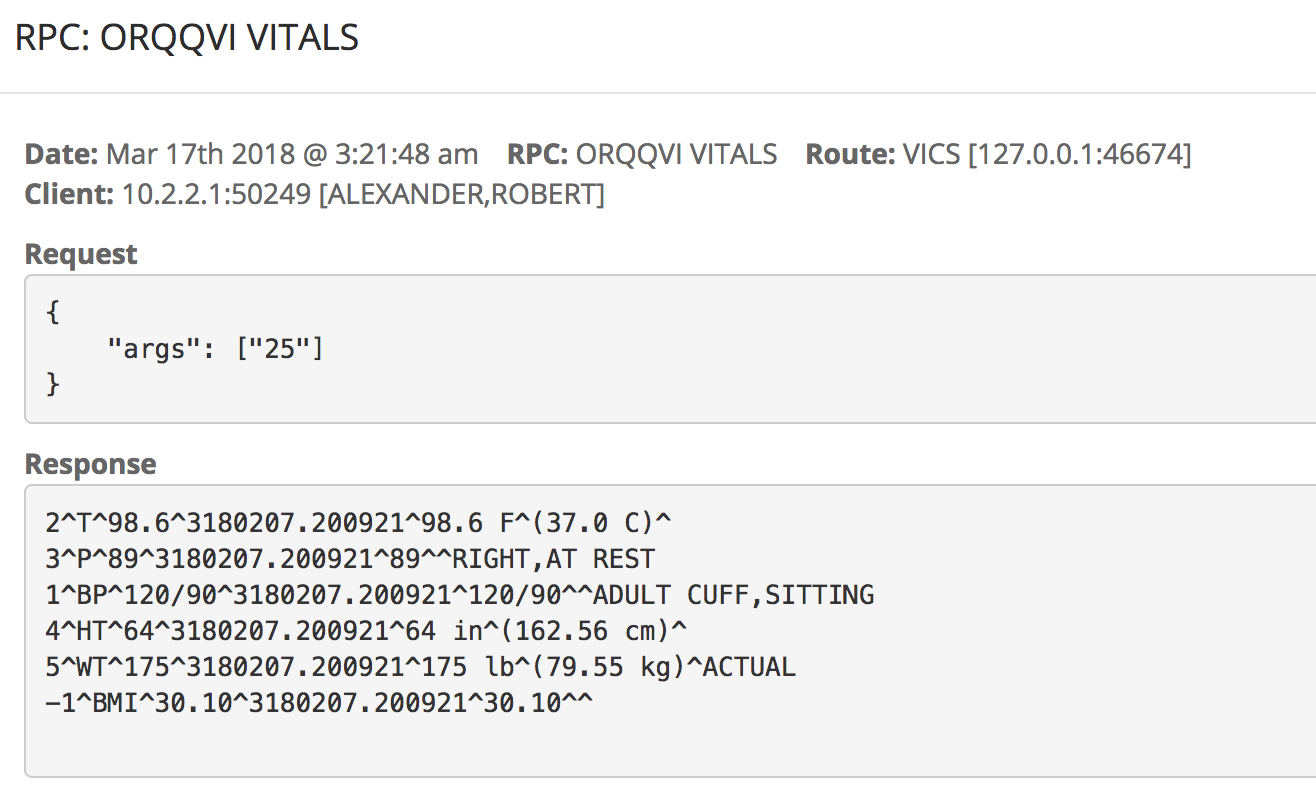 RPC: ORQQVI VITALS
Date: Mar 17th 2018 @ 3:21:48 am RPC: ORQQVI VITALS Route: VICS [127.0.0.1:46674]
Client: 10.2.2.1:50249 [ALEXANDER,ROBERT]
Request
{
    "args": ["25"]
}
Response
2^T^98.6^3180207.200921^98.6 F^(37.0 C)^
3^P^89^3180207.200921^89^^RIGHT,AT REST
1^BP^120/90^3180207.200921^120/90^^ADULT CUFF,SITTING
4^HT^64^3180207.200921^64 in^(162.56 cm)^
5^WT^175^3180207.200921^175 lb^(79.55 kg)^ACTUAL
-1^BMI^30.10^3180207.200921^30.10^^